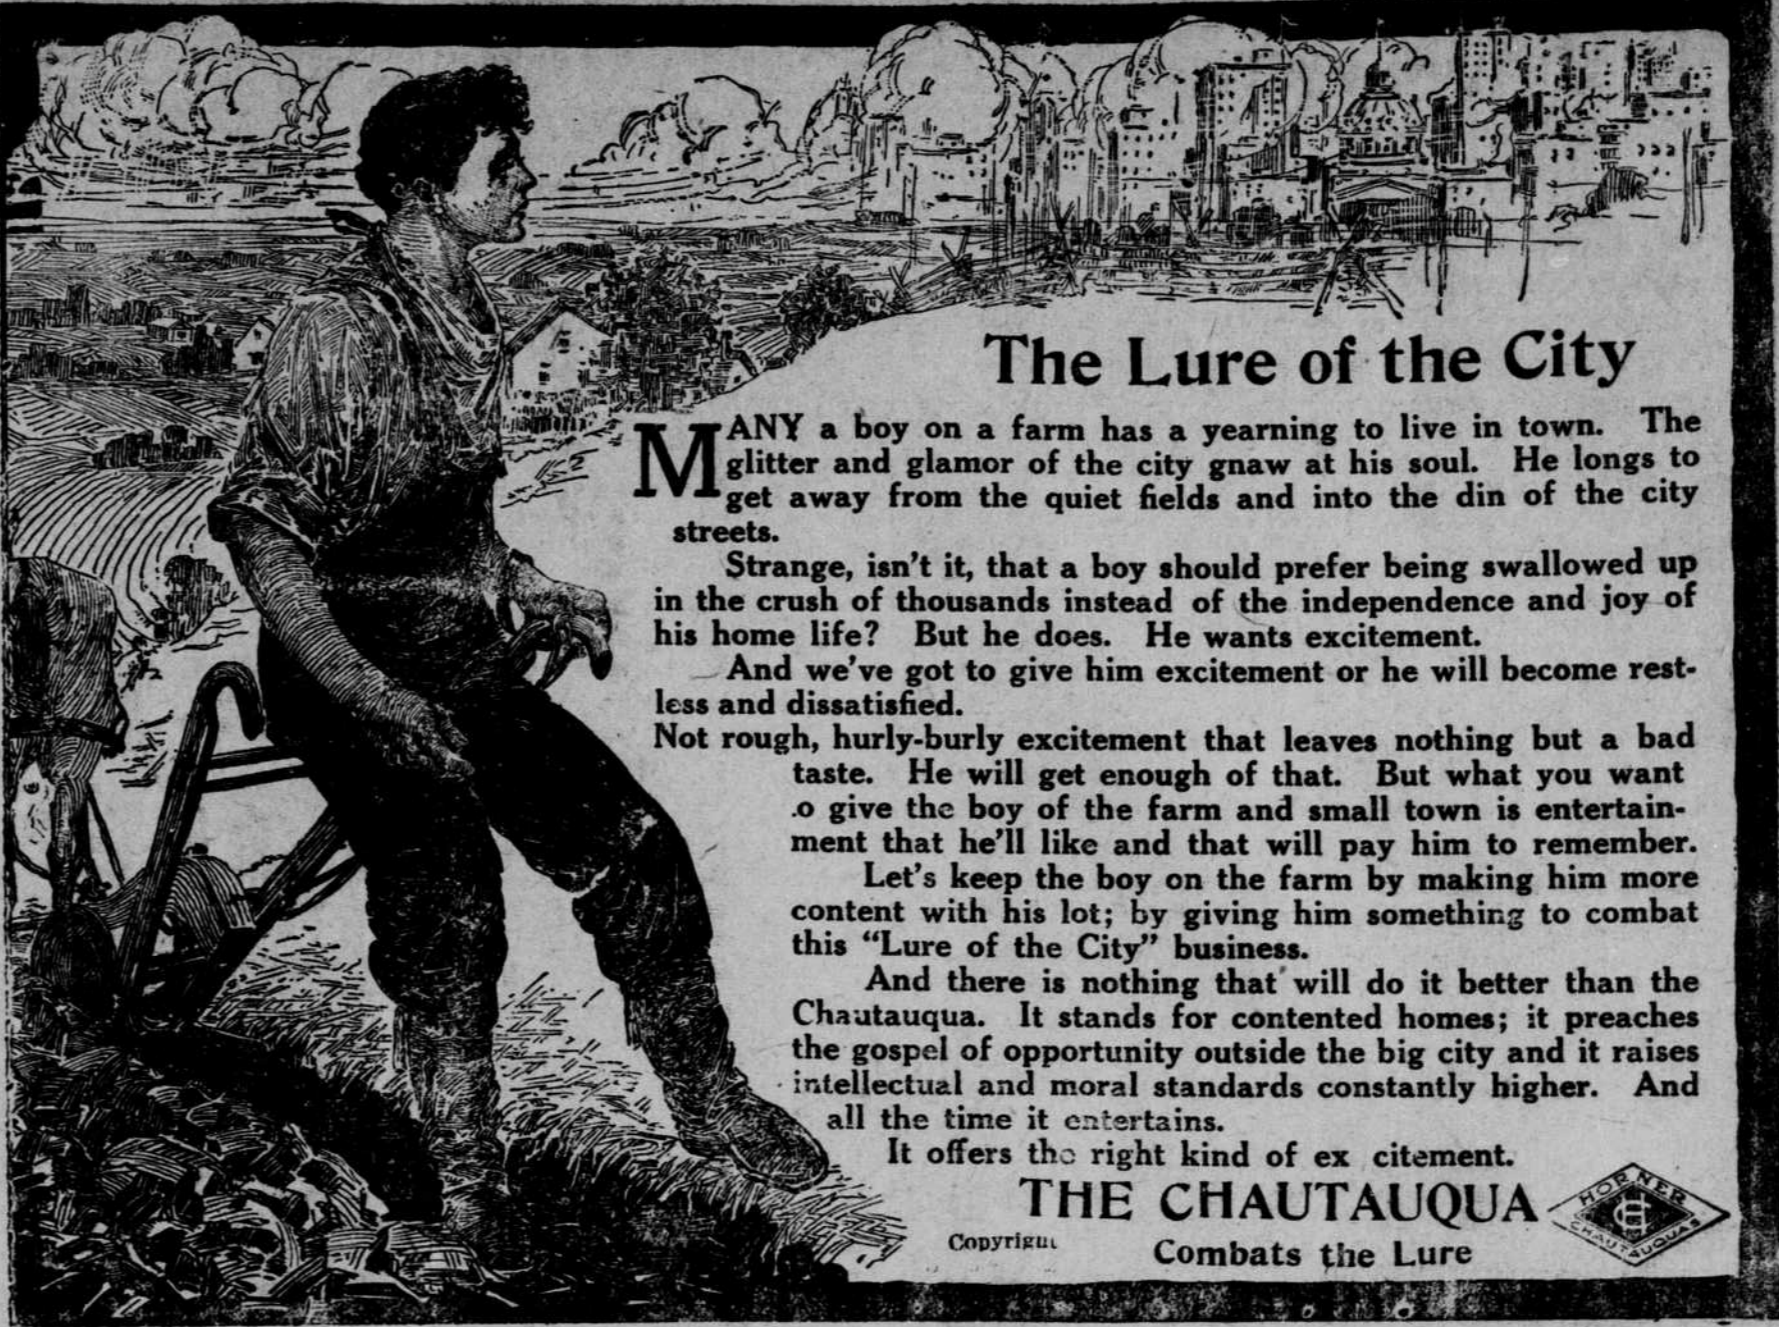 The Lure of the City
MANY a boy on a farm has a yearning to live in town. The
glitter and glamor of the city gnaw at his soul. He longs to
get away from the quiet fields and into the din of the city
streets.
Strange, isn't it, that a boy should prefer being swallowed up
in the crush of thousands instead of the independence and joy of
his home life? But he does. He wants excitement.
And we've got to give him excitement or he will become rest-
less and dissatisfied.
Not rough, hurly-burly excitement that leaves nothing but a bad
taste. He will get enough of that. But what you want
.o give the boy of the farm and small town is entertain-
ment that he'll like and that will pay him to remember.
Let's keep the boy on the farm by making him more
content with his lot; by giving him something to combat
this “Lure of the City” business.
And there is nothing that will do it better than the
Chautauqua. It stands for contented homes; it preaches
the gospel of opportunity outside the big city and it raises
intellectual and moral standards constantly higher. And
all the time it entertains.
It offers the right kind of ex citement.
THE CHAUTAUQUA
Copyright
Combats the Lure
HORNER
CHAUTAUQUAS